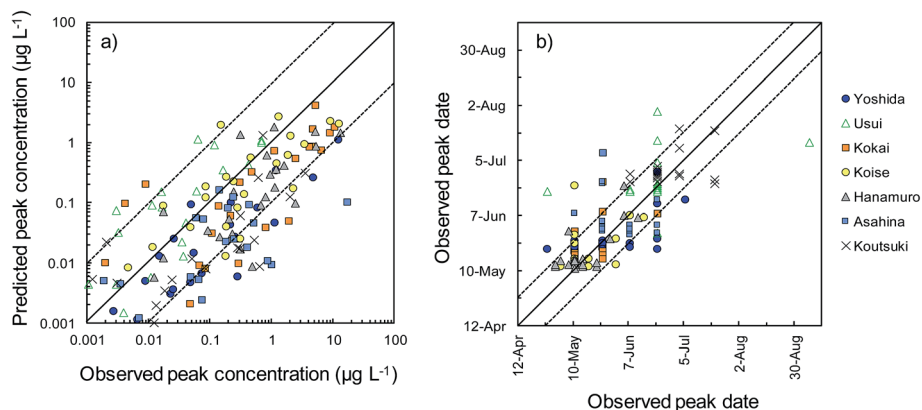 a)
Predicted peak concentration (µg L-1)
100
10
1
0.1
0.01
0.001
0.001
0.01
0.1
1
10
100
Observed peak concentration (µg L-1)
b)
Observed peak date
30-Aug
2-Aug
5-Jul
7-Jun
10-May
12-Apr
12-Apr
10-May
7-Jun
5-Jul
2-Aug
30-Aug
Observed peak date
Yoshida
Usui
Kokai
Koise
Hanamuro
Asahina
Koutsuki